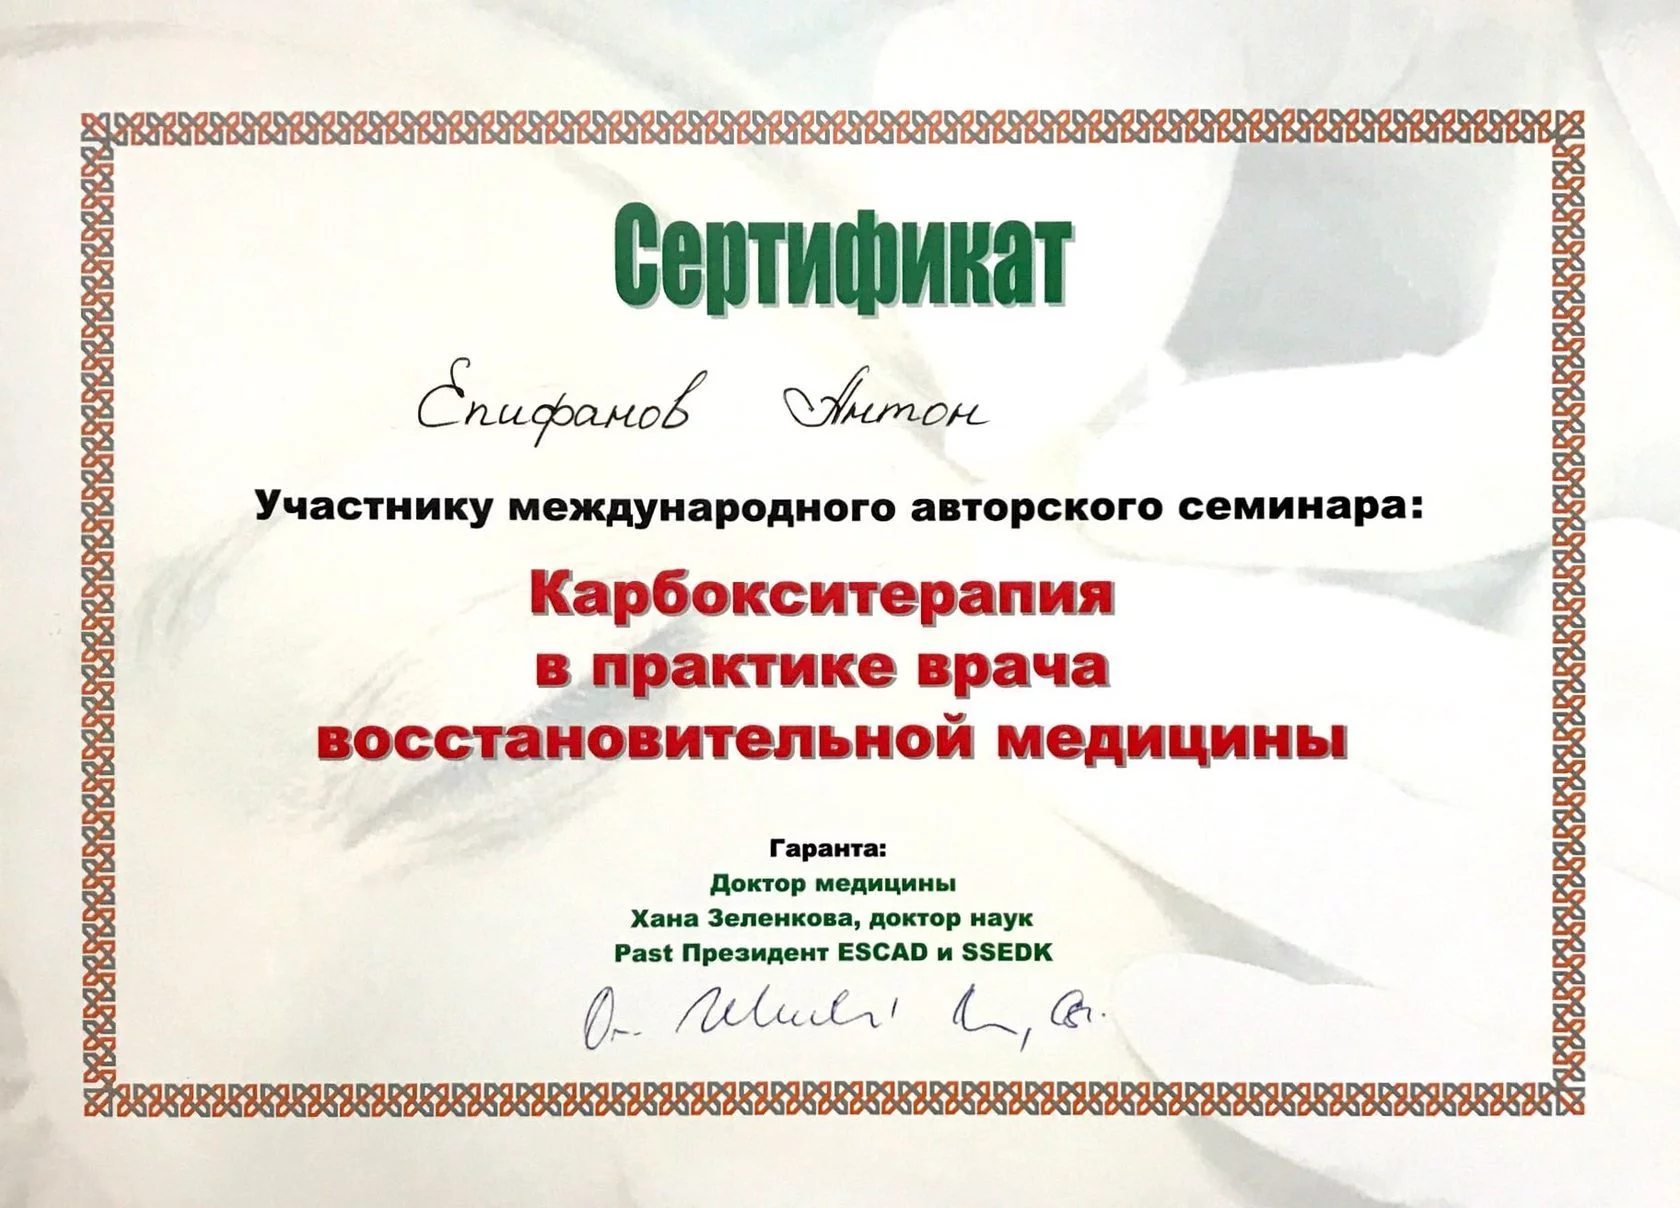 Сертификат
Епифанов Антон
Участнику международного авторского семинара:
Карбокситерапия
в практике врача
восстановительной медицины
Гаранта:
Доктор медицины
Хана Зеленкова, доктор наук
Past Президент ESCAD и SSEDK